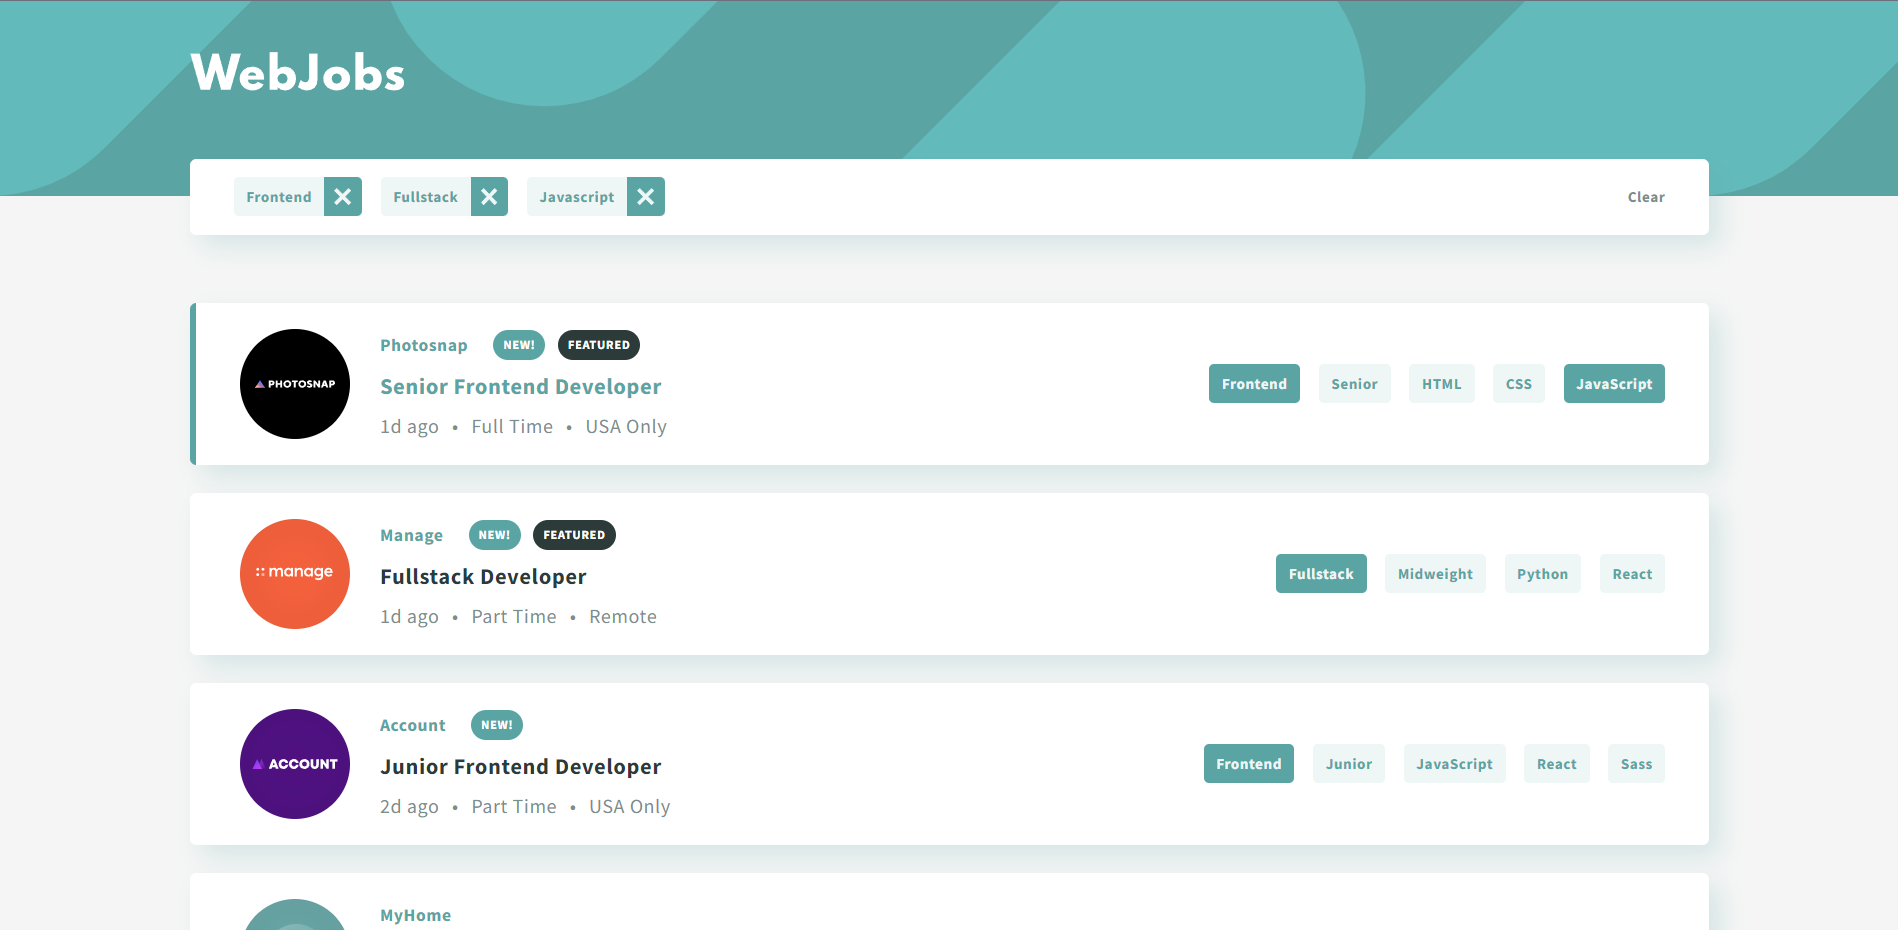 WebJobs
Frontend Fullstack Javascript Clear
PHOTOSNAP
Photosnap NEW! FEATURED
Senior Frontend Developer
1d ago • Full Time • USA Only
Frontend Senior HTML CSS JavaScript
manage
Manage NEW! FEATURED
Fullstack Developer
1d ago • Part Time • Remote
Fullstack Midweight Python React
ACCOUNT
Account NEW!
Junior Frontend Developer
2d ago • Part Time • USA Only
Frontend Junior JavaScript React Sass
MyHome